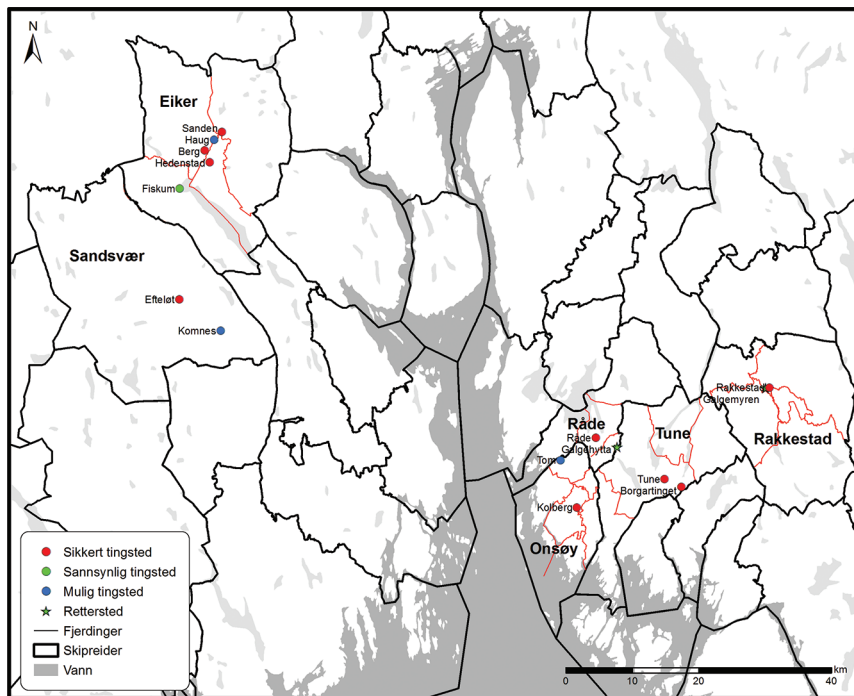 N
Eiker
Sanden
Haug
Berg
Hedenstad
Fiskum
Sandsvær
Efteløt
Komnes
Rakkestad
Galgemyren
Rakkestad
Råde
Råde
Galgehytta
Tom
Tune
Tune
Borgartinget
Kolberg
Onsøy
Sikkert tingsted
Sannsynlig tingsted
Mulig tingsted
Rettersted
Fjerdinger
Skipreider
Vann
km
0 10 20 40